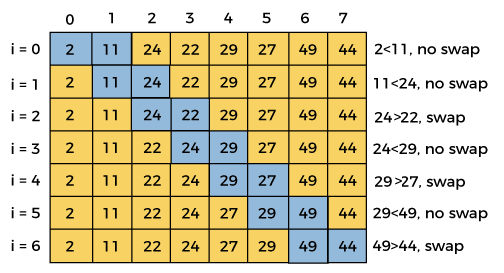 0 1 2 3 4 5 6 7
i = 0 2 11 24 22 29 27 49 44 2<11, no swap
i = 1 2 11 24 22 29 27 49 44 11<24, no swap
i = 2 2 11 24 22 29 27 49 44 24>22, swap
i = 3 2 11 22 24 29 27 49 44 24<29, no swap
i = 4 2 11 22 24 29 27 49 44 29>27, swap
i = 5 2 11 22 24 27 29 49 44 29<49, no swap
i = 6 2 11 22 24 27 29 49 44 49>44, swap